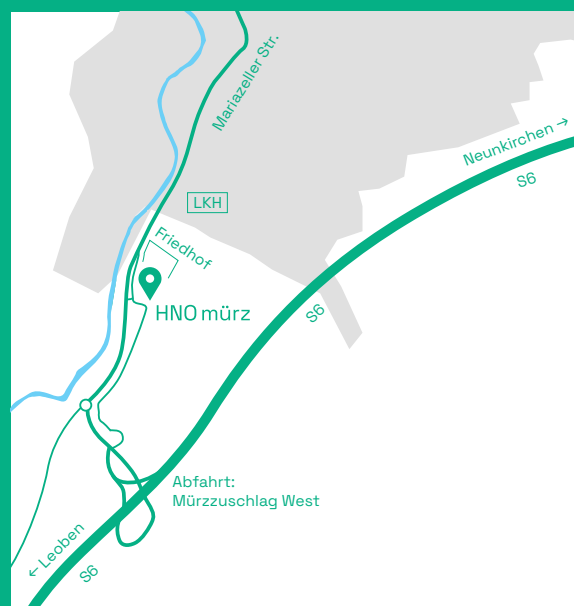 Mariazeller Str.
Neunkirchen →
S6
LKH
Friedhof
HNO mürz
S6
Abfahrt:
Mürzzuschlag West
← Leoben
S6